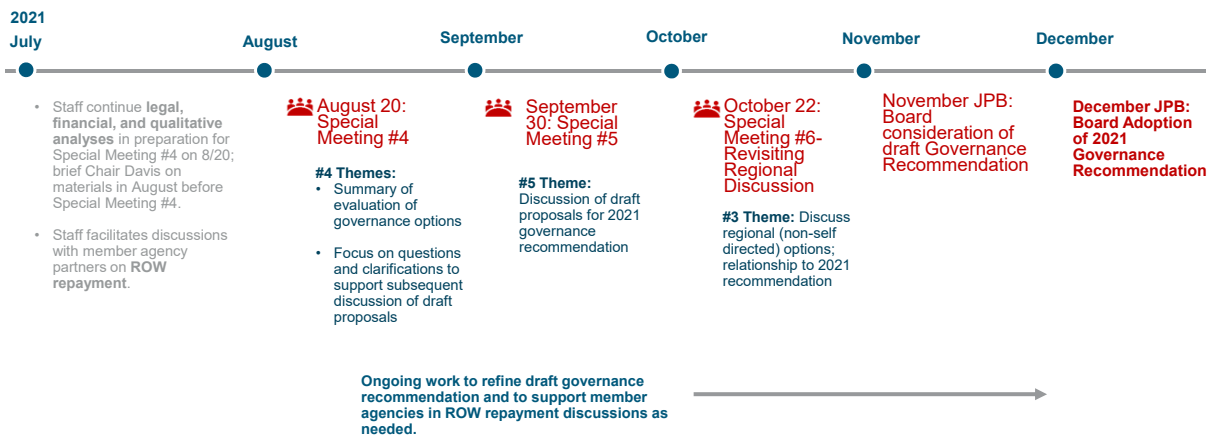 2021
July
August
September
October
November
December
• Staff continue legal,
financial, and qualitative
analyses in preparation for
Special Meeting #4 on 8/20;
brief Chair Davis on
materials in August before
Special Meeting #4.
• Staff facilitates discussions
with member agency
partners on ROW
repayment.
August 20:
Special
Meeting #4
#4 Themes:
• Summary of
evaluation of
governance options
• Focus on questions
and clarifications to
support subsequent
discussion of draft
proposals
September
30: Special
Meeting #5
#5 Theme:
Discussion of draft
proposals for 2021
governance
recommendation
October 22:
Special
Meeting #6-
Revisiting
Regional
Discussion
#3 Theme: Discuss
regional (non-self
directed) options;
relationship to 2021
recommendation
November JPB:
Board
consideration of
draft Governance
Recommendation
December JPB:
Board Adoption
of 2021
Governance
Recommendation
Ongoing work to refine draft governance
recommendation and to support member
agencies in ROW repayment discussions as
needed.